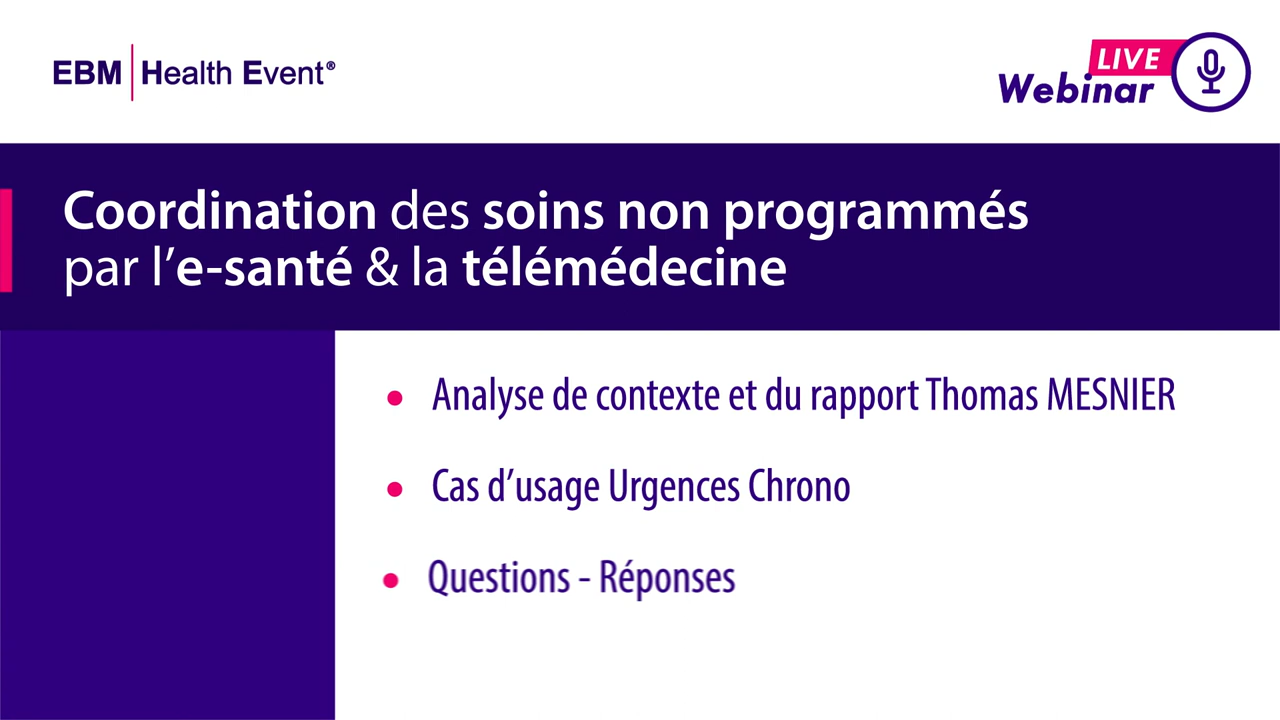 EBM Health Event®
LIVE
Webinar
Coordination des soins non programmés
par l’e-santé & la télémédecine
• Analyse de contexte et du rapport Thomas MESNIER
• Cas d’usage Urgences Chrono
• Questions - Réponses